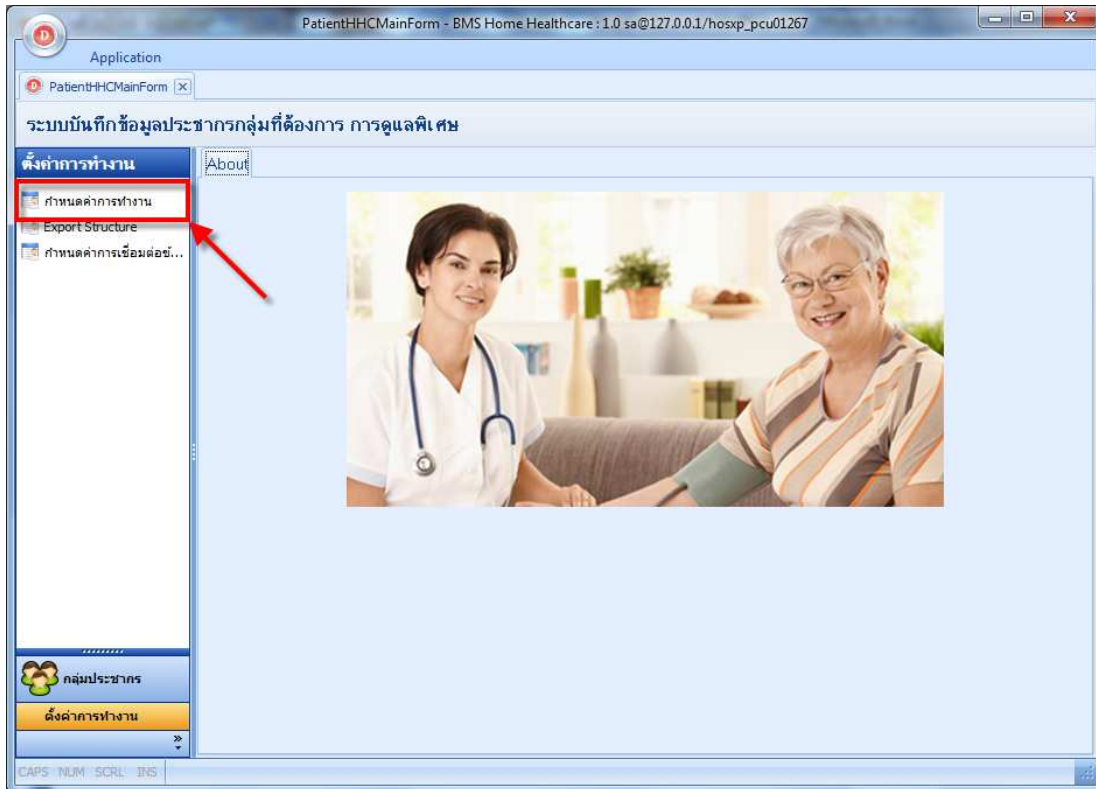 PatientHHCMainForm - BMS Home Healthcare : 1.0 sa@127.0.0.1/hosxp_pcu01267
D
Application
D PatientHHCMainForm
ระบบบันทึกข้อมูลประชากรกลุ่มที่ต้องการ การดูแลพิเศษ
ตั้งค่าการทำงาน
About
กำหนดค่าการทำงาน
Export Structure
กำหนดค่าการเชื่อมต่อข้...
กลุ่มประชากร
ตั้งค่าการทำงาน
CAPS NUM SCRL INS